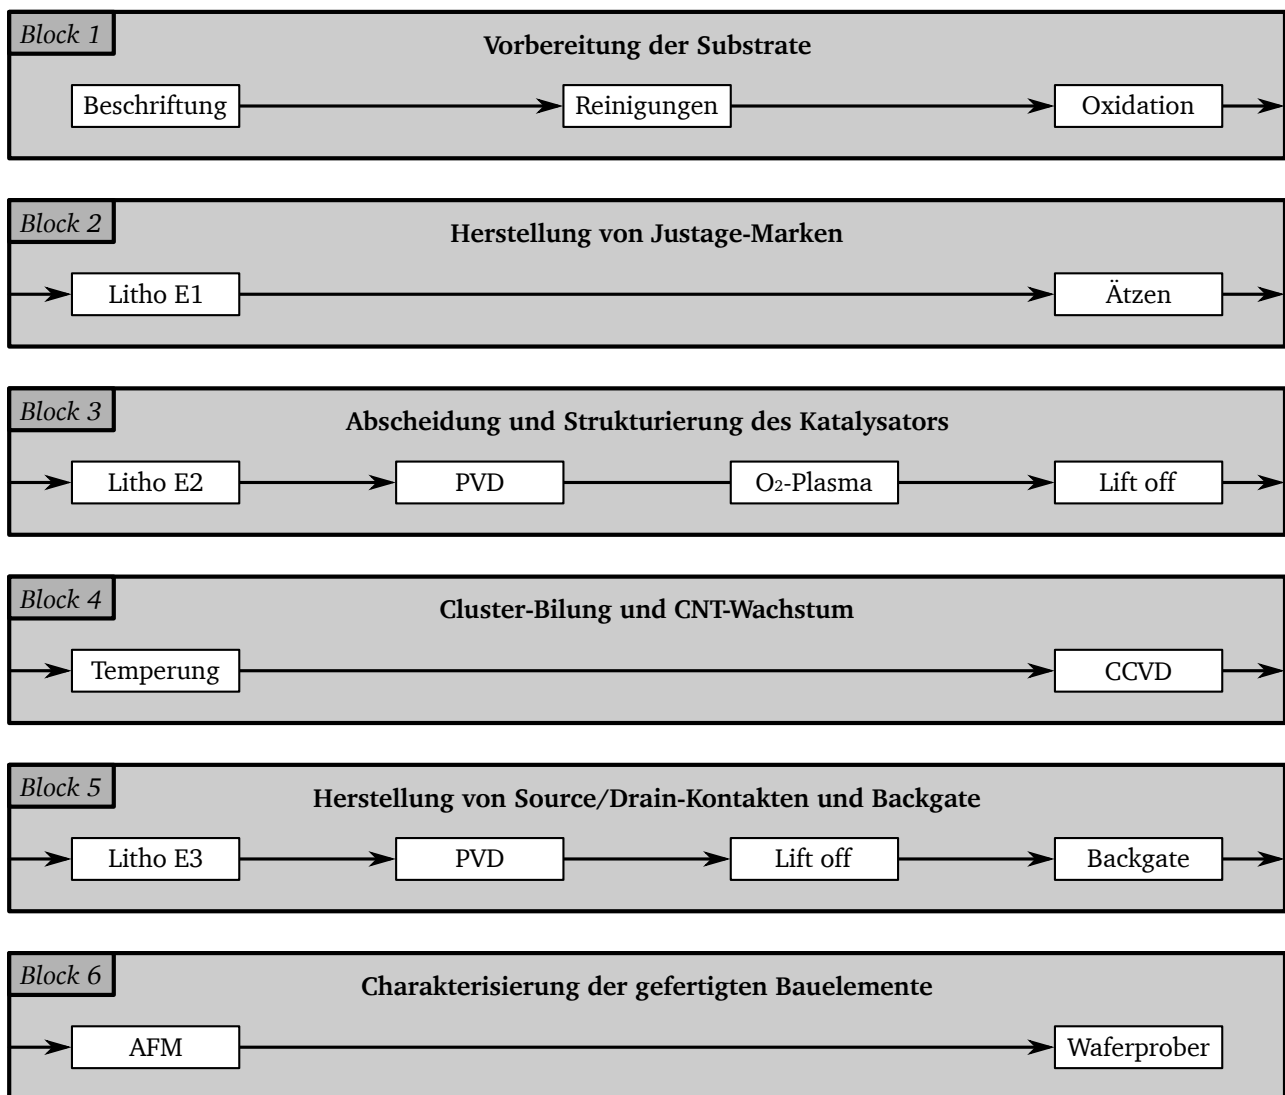 Block 1
Vorbereitung der Substrate
Beschriftung Reinigungen Oxidation
Block 2
Herstellung von Justage-Marken
Litho E1 Ätzen
Block 3
Abscheidung und Strukturierung des Katalysators
Litho E2 PVD O₂-Plasma Lift off
Block 4
Cluster-Bilung und CNT-Wachstum
Temperung CCVD
Block 5
Herstellung von Source/Drain-Kontakten und Backgate
Litho E3 PVD Lift off Backgate
Block 6
Charakterisierung der gefertigten Bauelemente
AFM Waferprober